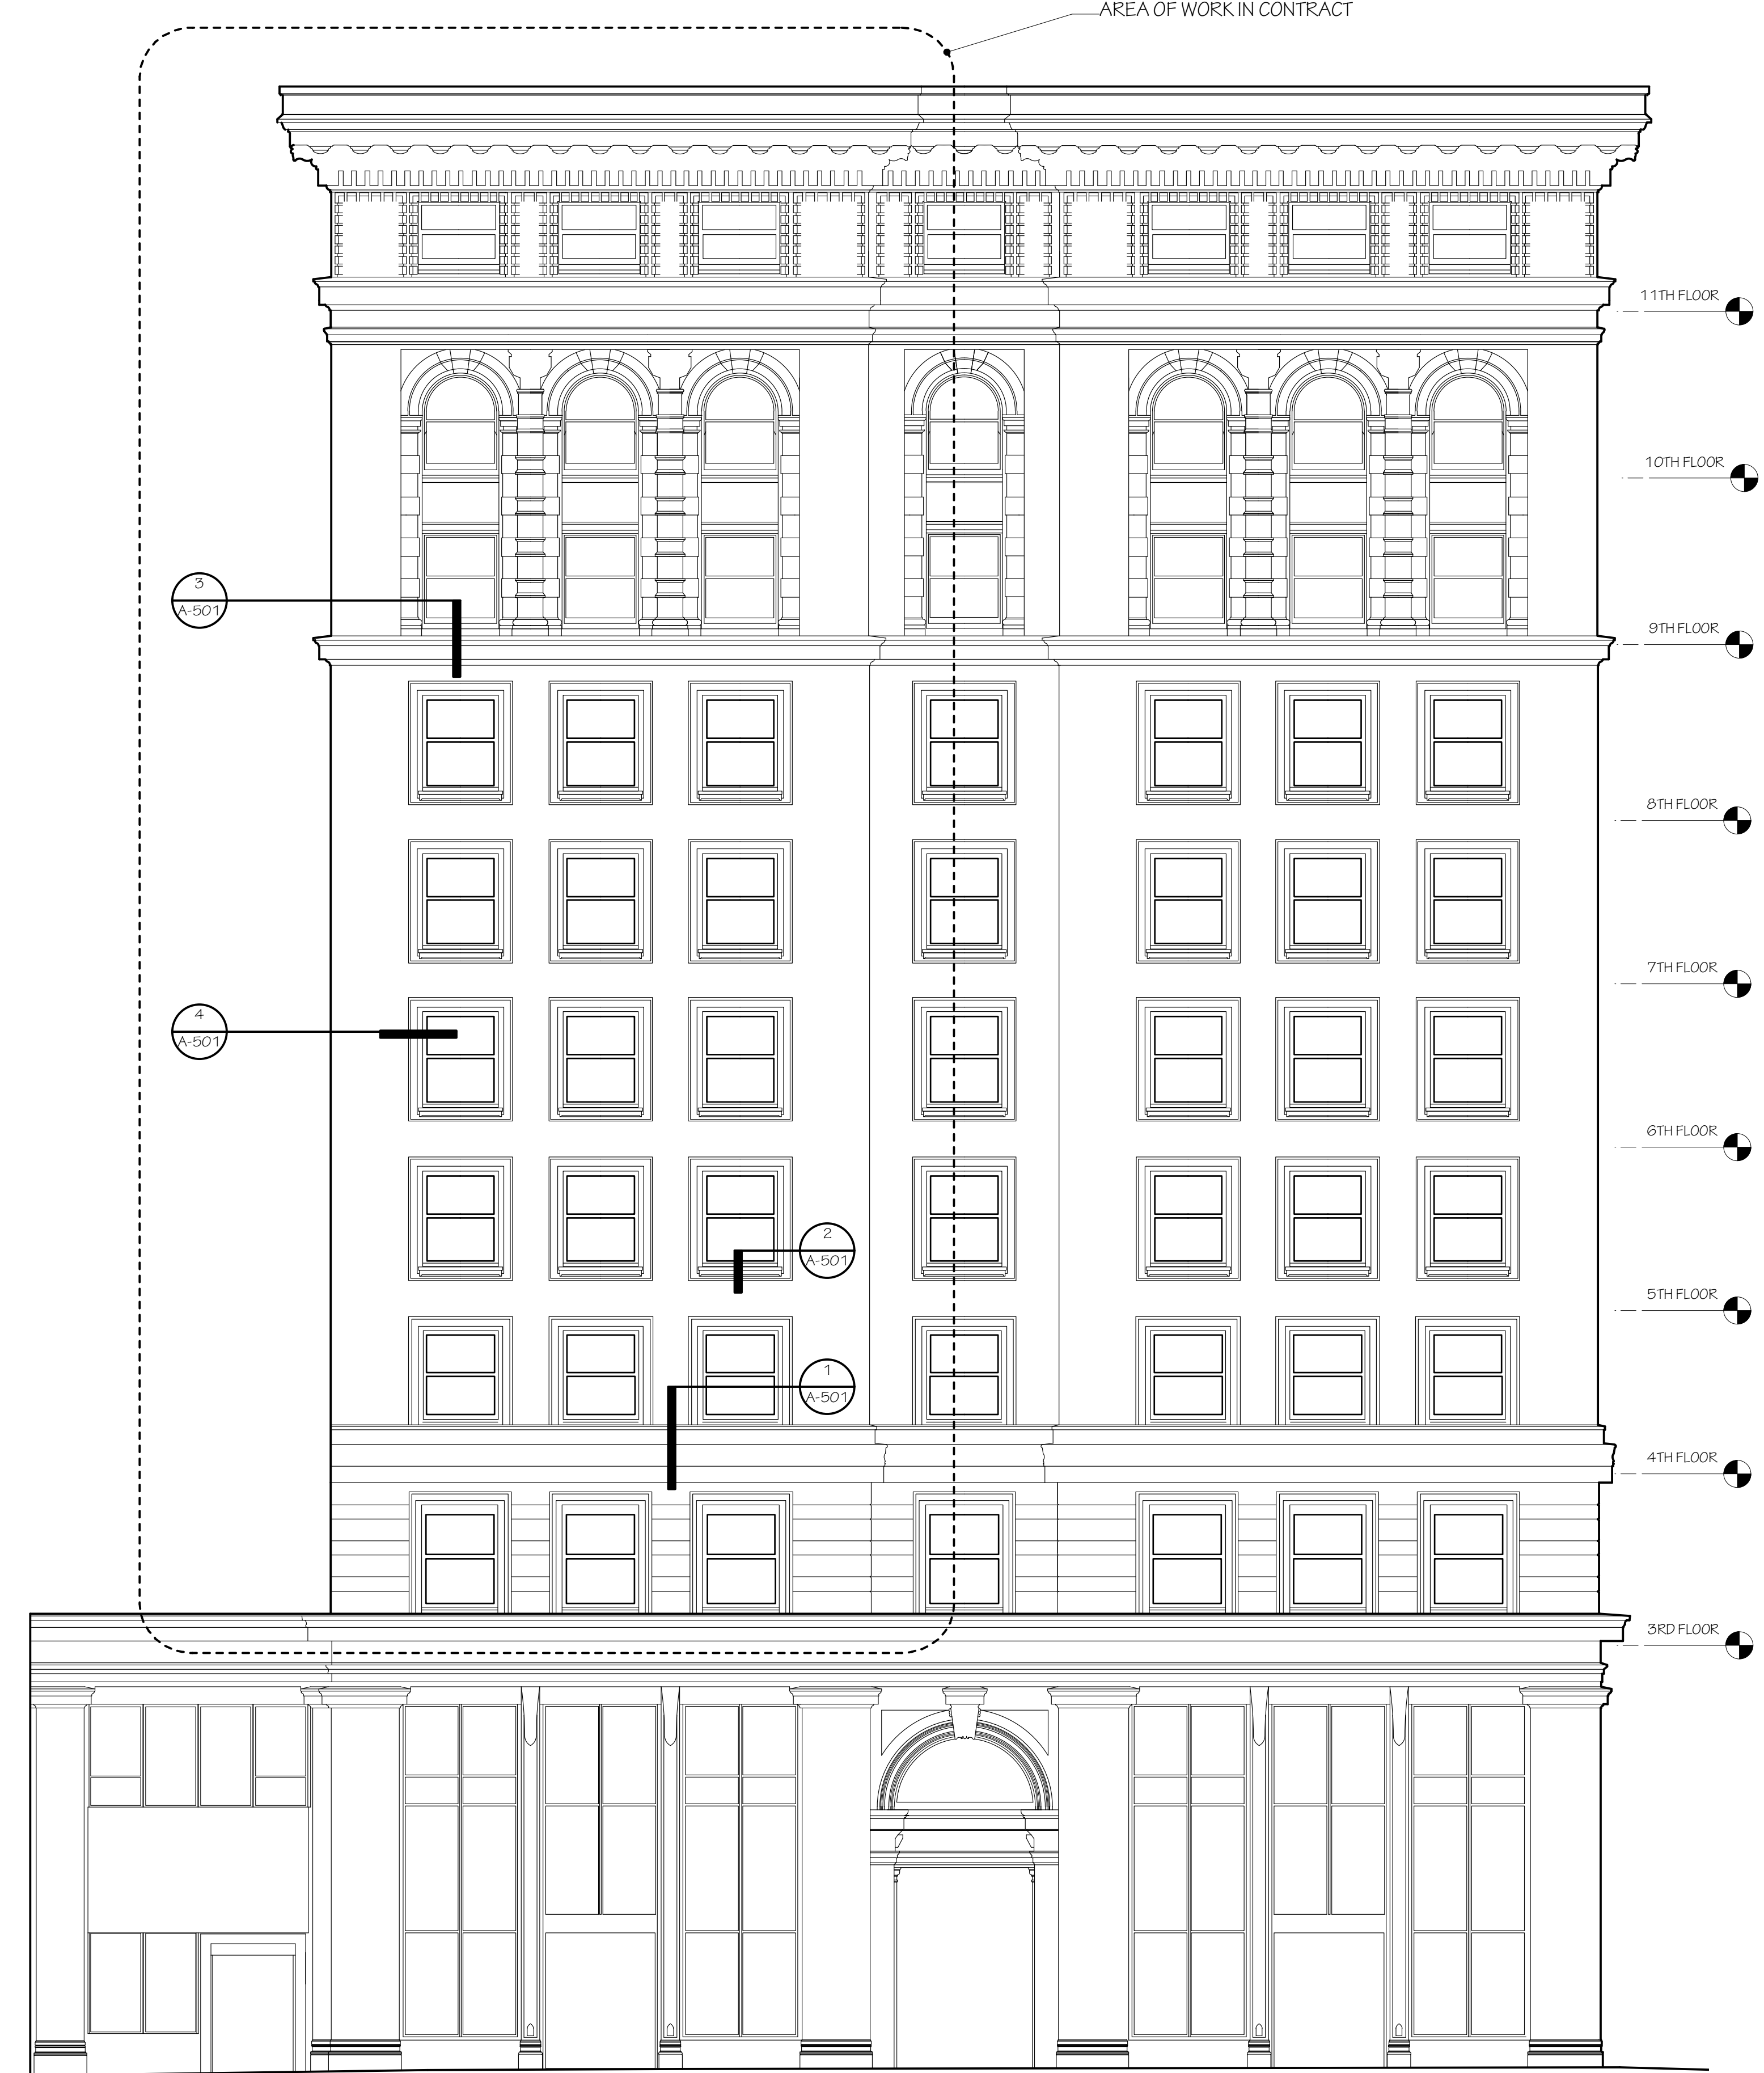 AREA OF WORK IN CONTRACT
11TH FLOOR
10TH FLOOR
3
A-501
9TH FLOOR
8TH FLOOR
7TH FLOOR
4
A-501
6TH FLOOR
2
A-501
5TH FLOOR
1
A-501
4TH FLOOR
3RD FLOOR